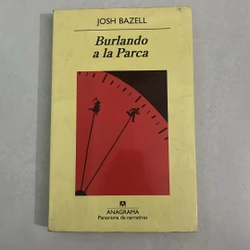 JOSH BAZELL
Burlando
a la Parca
ANAGRAMA
Panorama de narrativas